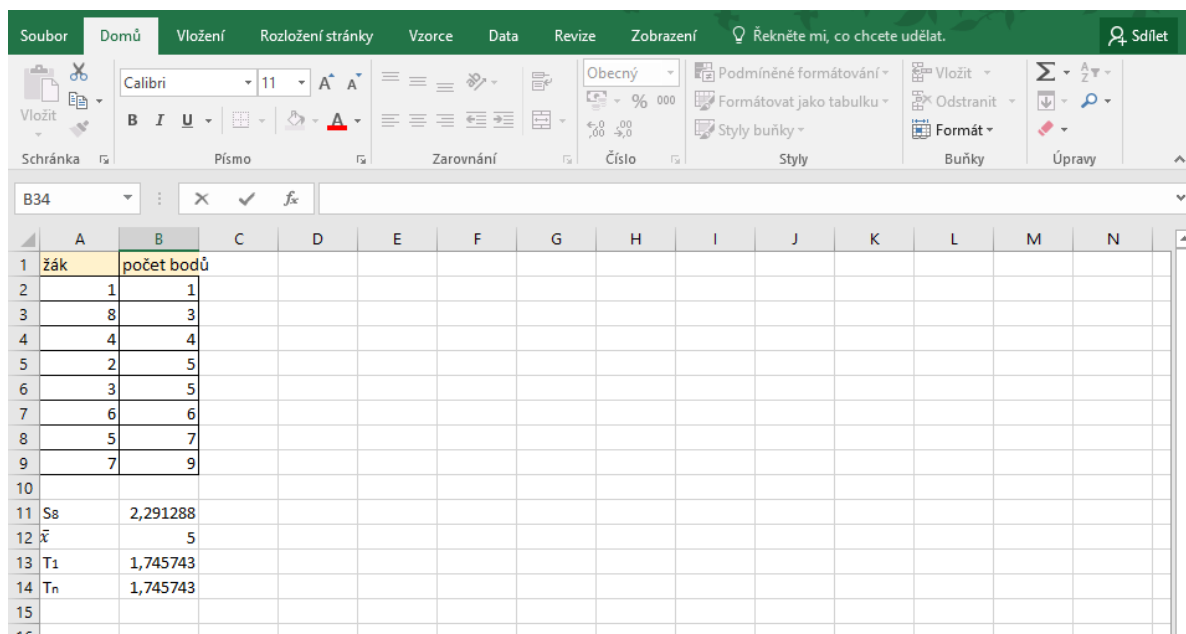 Soubor Domů Vložení Rozložení stránky Vzorce Data Revize Zobrazení Řekněte mi, co chcete udělat. Sdílet
Vložit
Calibri 11 A A
B I U A
Obecný
% 000
Podmíněné formátování
Formátovat jako tabulku
Styly buňky
Vložit
Odstranit
Formát
Σ
Schránka Písmo Zarovnání Číslo Styly Buňky Úpravy
B34 fx
A B C D E F G H I J K L M N
1 žák počet bodů
2 1 1
3 8 3
4 4 4
5 2 5
6 3 5
7 6 6
8 5 7
9 7 9
10
11 S8 2,291288
12 x̄ 5
13 T1 1,745743
14 Tn 1,745743
15